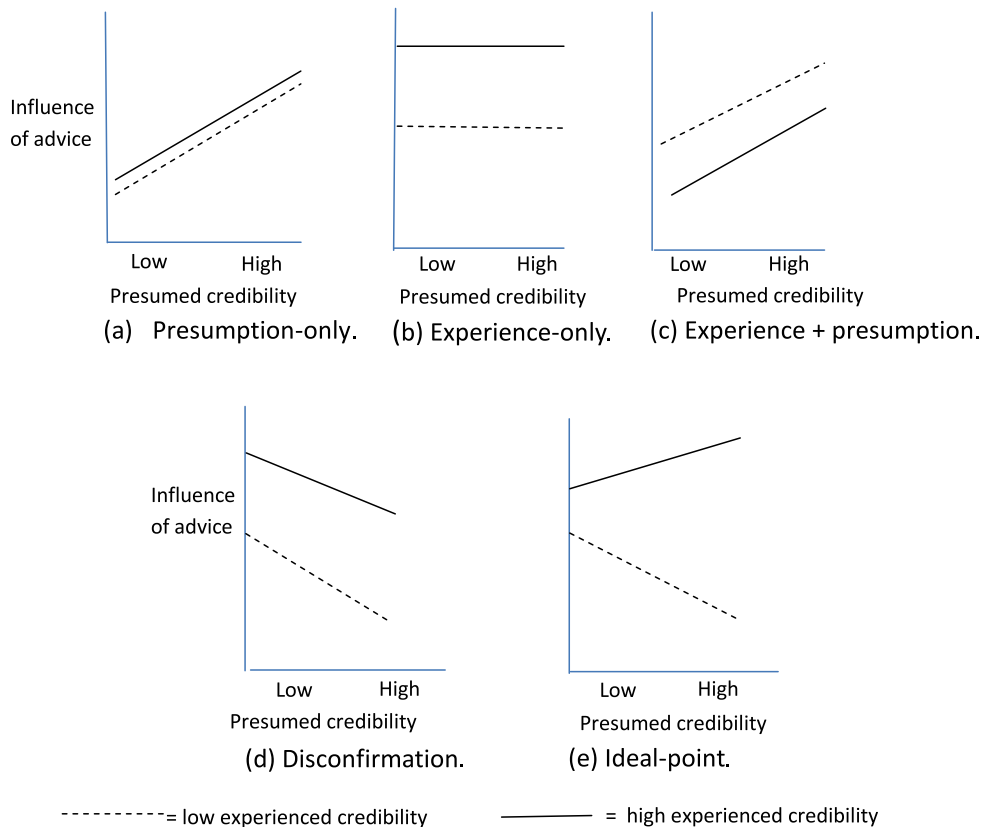 Influence
of advice
Low High Low High Low High
Presumed credibility Presumed credibility Presumed credibility
(a) Presumption-only. (b) Experience-only. (c) Experience + presumption.
Influence
of advice
Low High Low High
Presumed credibility Presumed credibility
(d) Disconfirmation. (e) Ideal-point.
= low experienced credibility = high experienced credibility